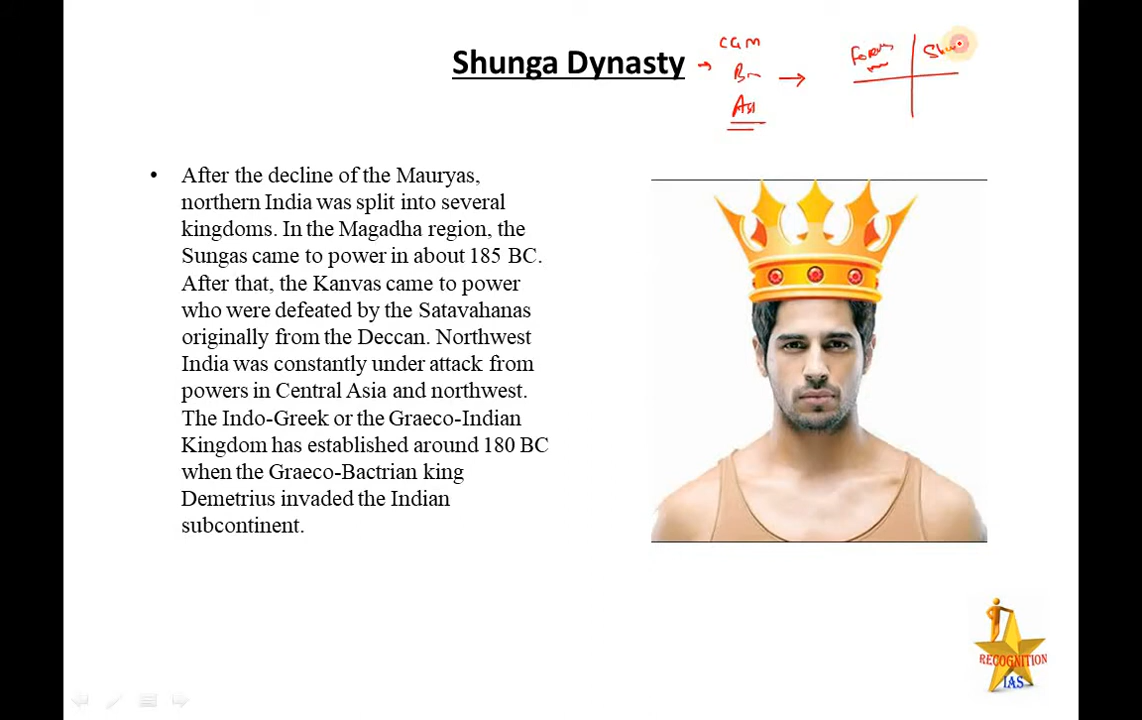 Shunga Dynasty
CGM
Asi
• After the decline of the Mauryas,
northern India was split into several
kingdoms. In the Magadha region, the
Sungas came to power in about 185 BC.
After that, the Kanvas came to power
who were defeated by the Satavahanas
originally from the Deccan. Northwest
India was constantly under attack from
powers in Central Asia and northwest.
The Indo-Greek or the Graeco-Indian
Kingdom has established around 180 BC
when the Graeco-Bactrian king
Demetrius invaded the Indian
subcontinent.
RECOGNITION
IAS